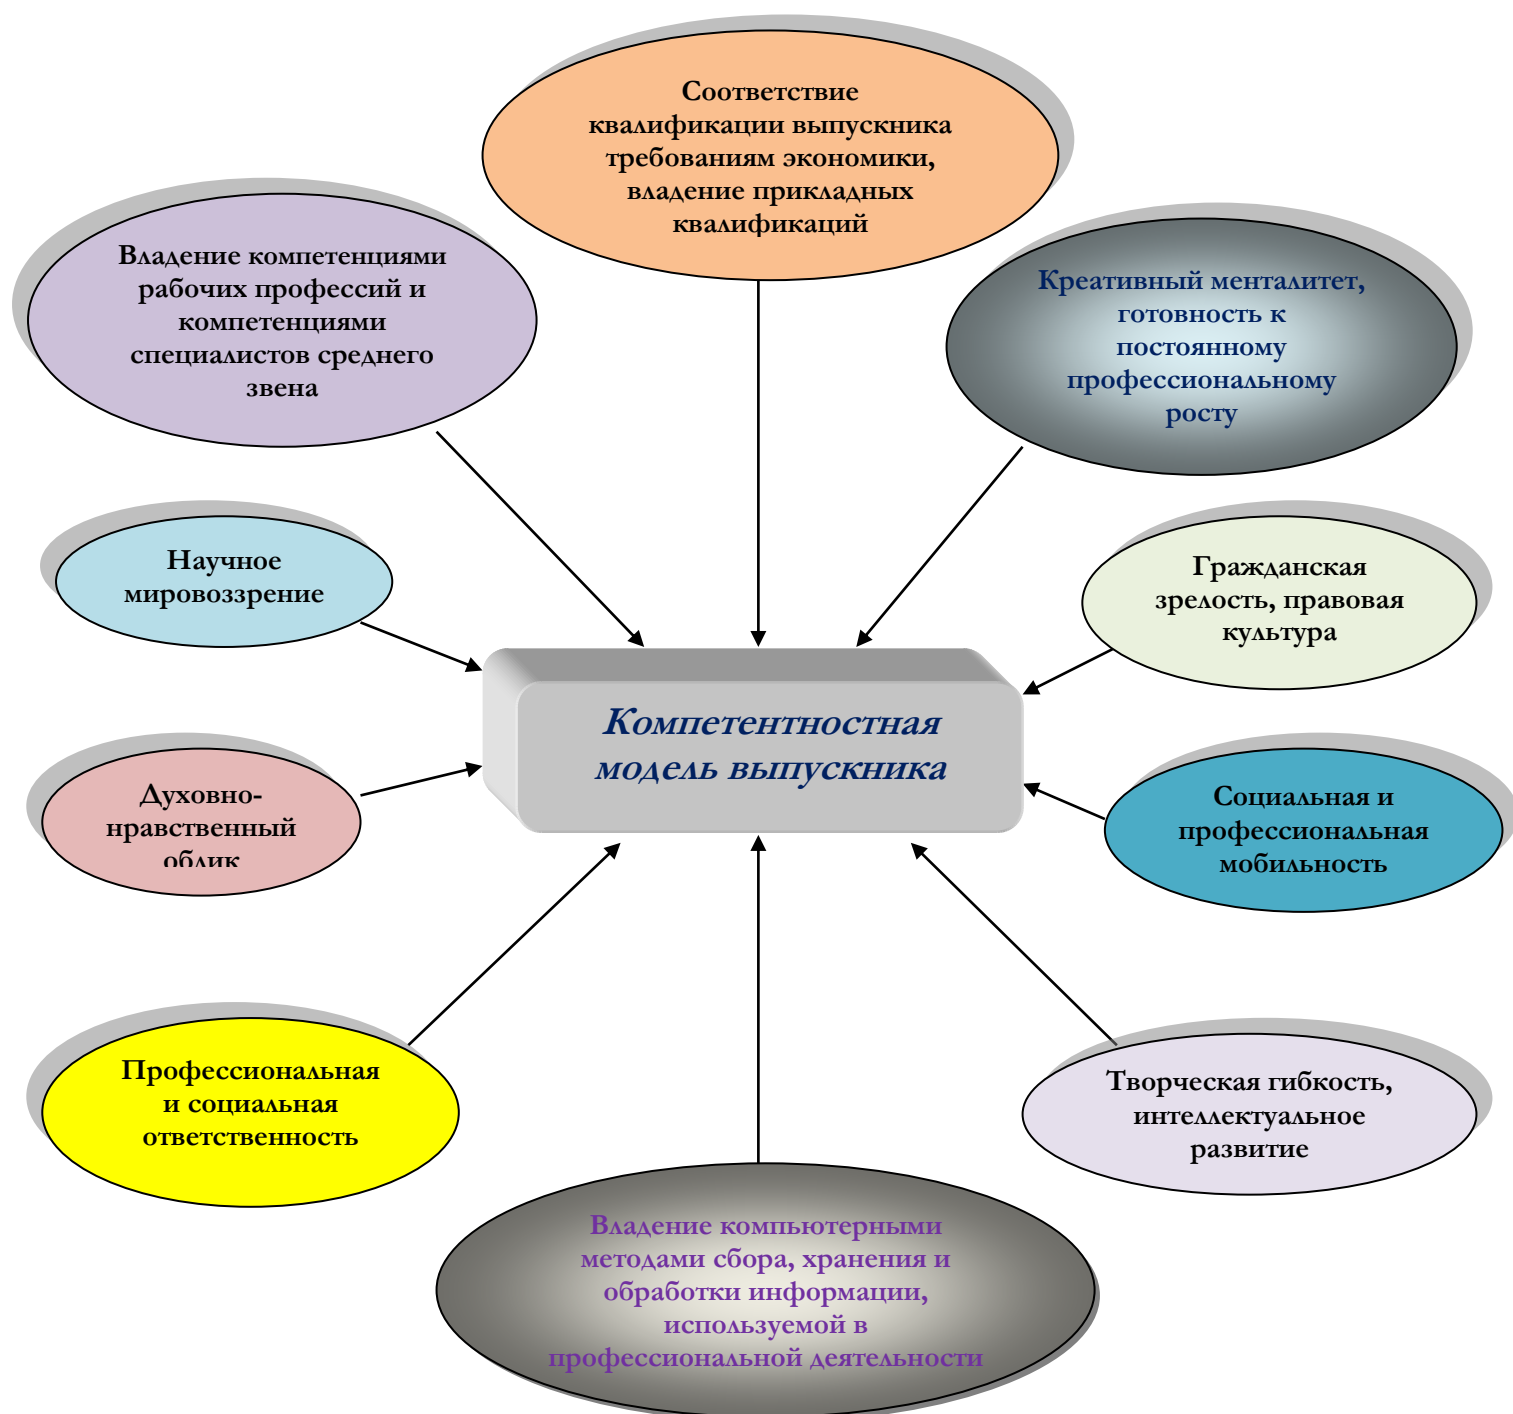 Соответствие
квалификации выпускника
требованиям экономики,
владение прикладных
квалификаций
Владение компетенциями
рабочих профессий и
компетенциями
специалистов среднего
звена
Креативный менталитет,
готовность к
постоянному
профессиональному
росту
Научное
мировоззрение
Гражданская
зрелость, правовая
культура
Компетентностная
модель выпускника
Духовно-
нравственный
облик
Социальная и
профессиональная
мобильность
Профессиональная
и социальная
ответственность
Творческая гибкость,
интеллектуальное
развитие
Владение компьютерными
методами сбора, хранения и
обработки информации,
используемой в
профессиональной деятельности